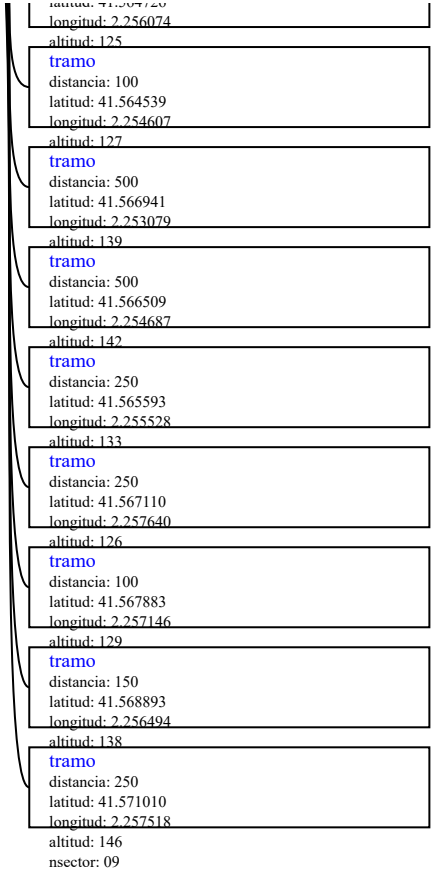 latitud: 41.564720
longitud: 2.256074
altitud: 125
tramo
distancia: 100
latitud: 41.564539
longitud: 2.254607
altitud: 127
tramo
distancia: 500
latitud: 41.566941
longitud: 2.253079
altitud: 139
tramo
distancia: 500
latitud: 41.566509
longitud: 2.254687
altitud: 142
tramo
distancia: 250
latitud: 41.565593
longitud: 2.255528
altitud: 133
tramo
distancia: 250
latitud: 41.567110
longitud: 2.257640
altitud: 126
tramo
distancia: 100
latitud: 41.567883
longitud: 2.257146
altitud: 129
tramo
distancia: 150
latitud: 41.568893
longitud: 2.256494
altitud: 138
tramo
distancia: 250
latitud: 41.571010
longitud: 2.257518
altitud: 146
nsector: 09